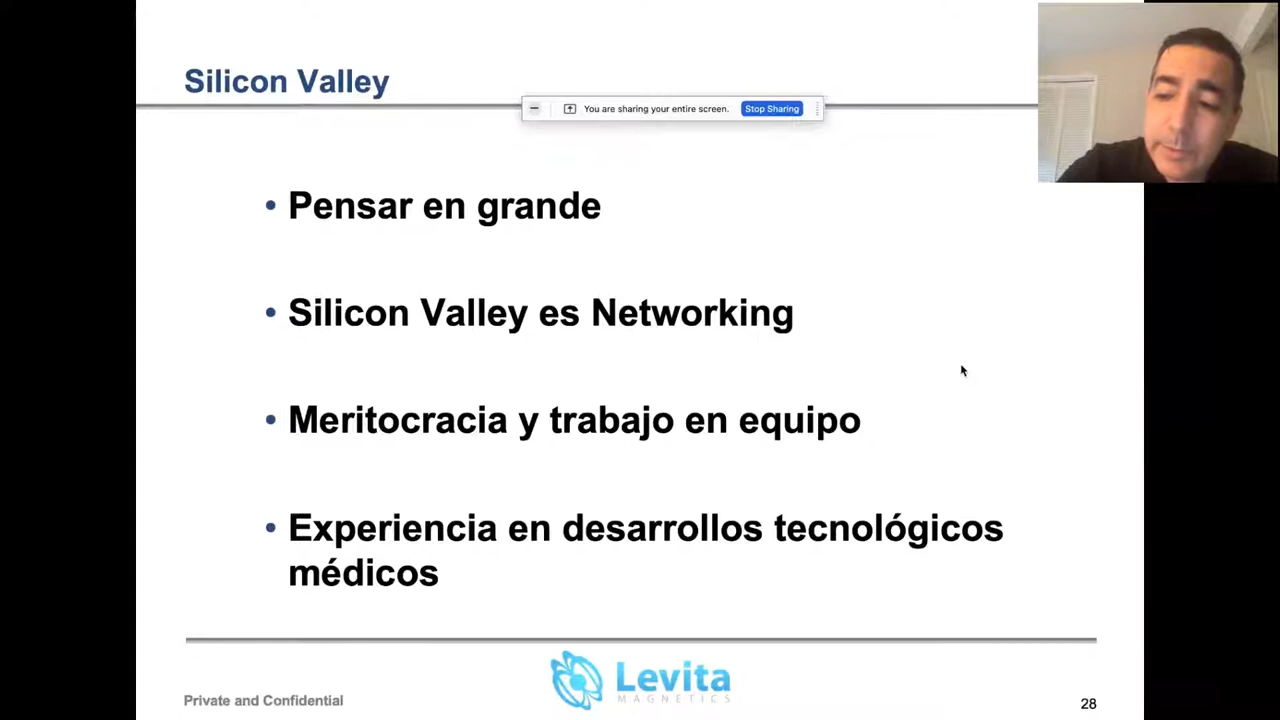 Silicon Valley
You are sharing your entire screen.
Stop Sharing
• Pensar en grande
• Silicon Valley es Networking
• Meritocracia y trabajo en equipo
• Experiencia en desarrollos tecnológicos
médicos
Levita
MAGNETICS
Private and Confidential
28